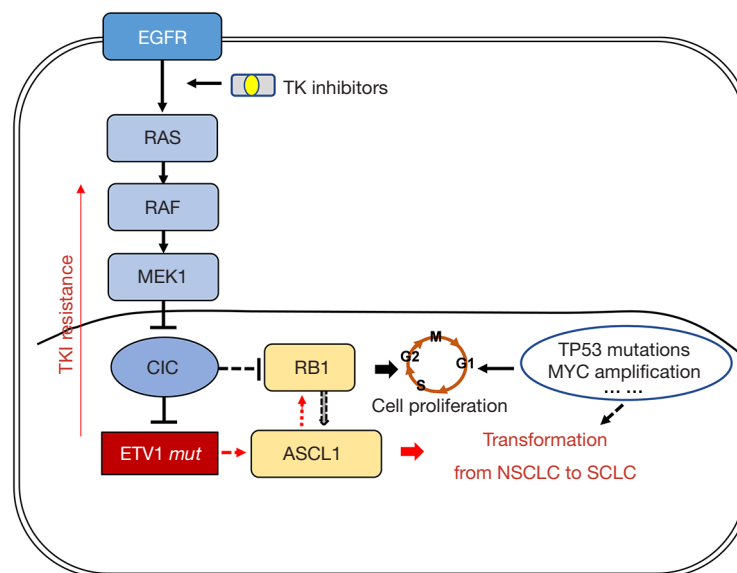 EGFR
TK inhibitors
RAS
RAF
MEK1
TKI resistance
CIC
RB1
M
G2
G1
S
Cell proliferation
TP53 mutations
MYC amplification
... ...
ETV1 mut
ASCL1
Transformation
from NSCLC to SCLC